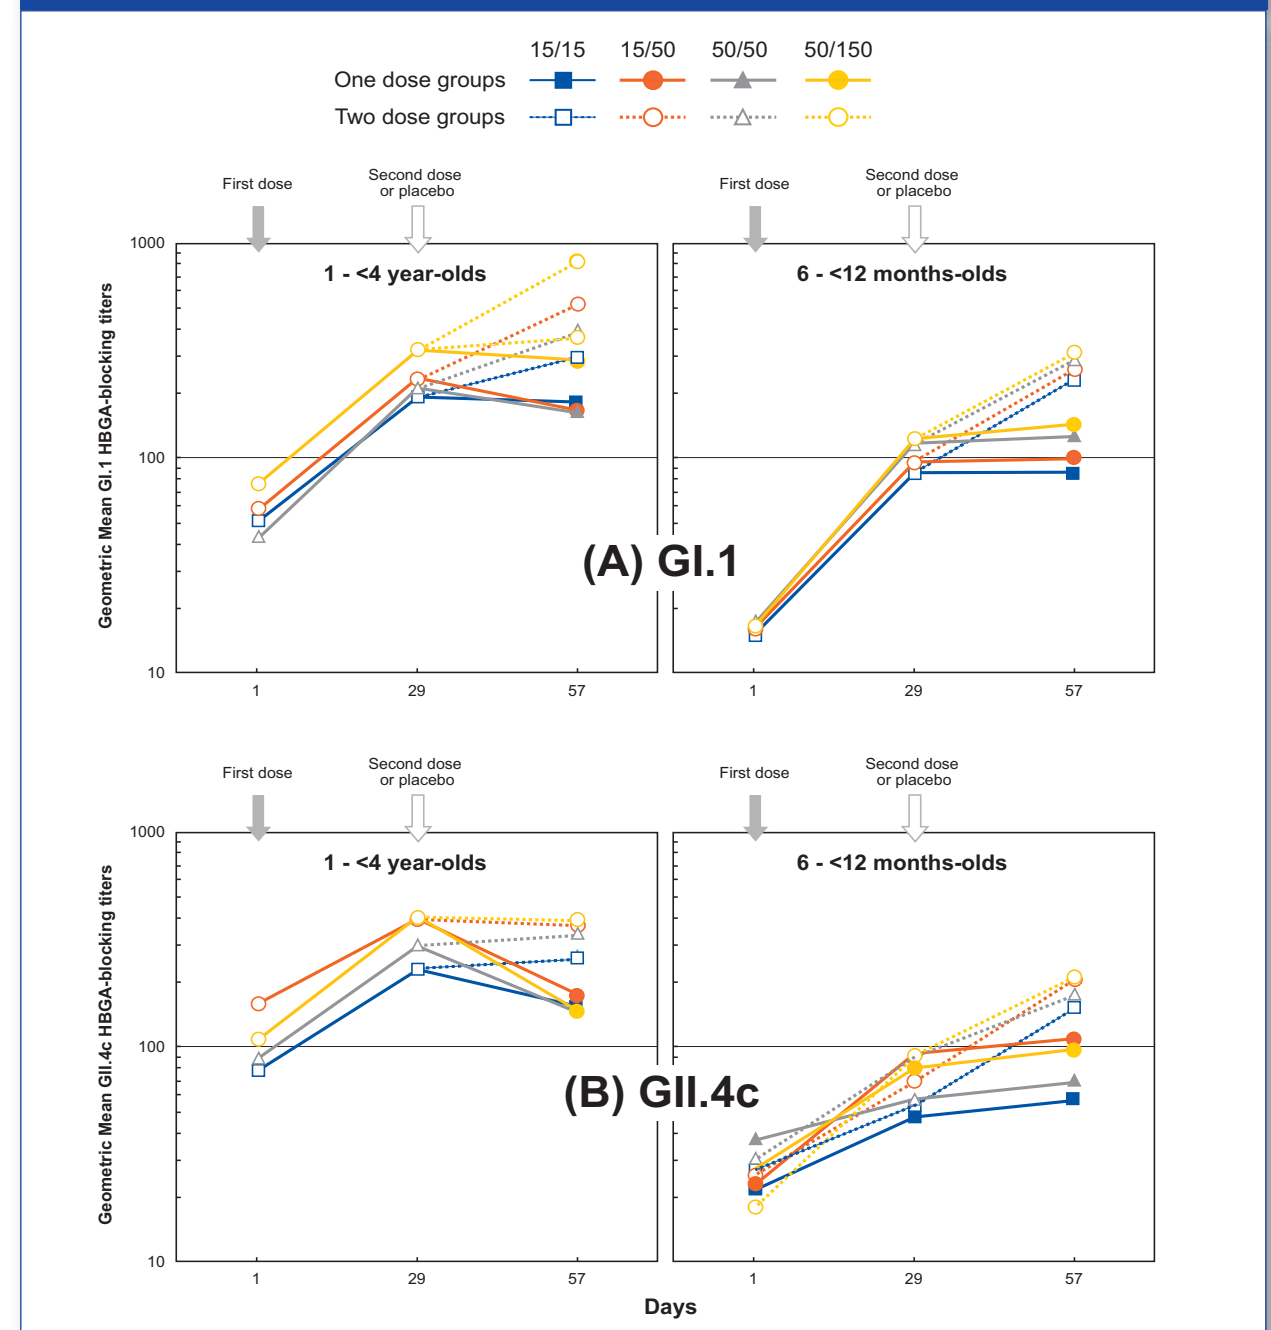 15/15 15/50 50/50 50/150
One dose groups
Two dose groups
First dose
Second dose
or placebo
First dose
Second dose
or placebo
Geometric Mean GI.1 HBGA-blocking titers
1000
100
10
1 - <4 year-olds
6 - <12 months-olds
(A) GI.1
1 29 57
1 29 57
First dose
Second dose
or placebo
First dose
Second dose
or placebo
Geometric Mean GII.4c HBGA-blocking titers
1000
100
10
1 - <4 year-olds
6 - <12 months-olds
(B) GII.4c
1 29 57
1 29 57
Days